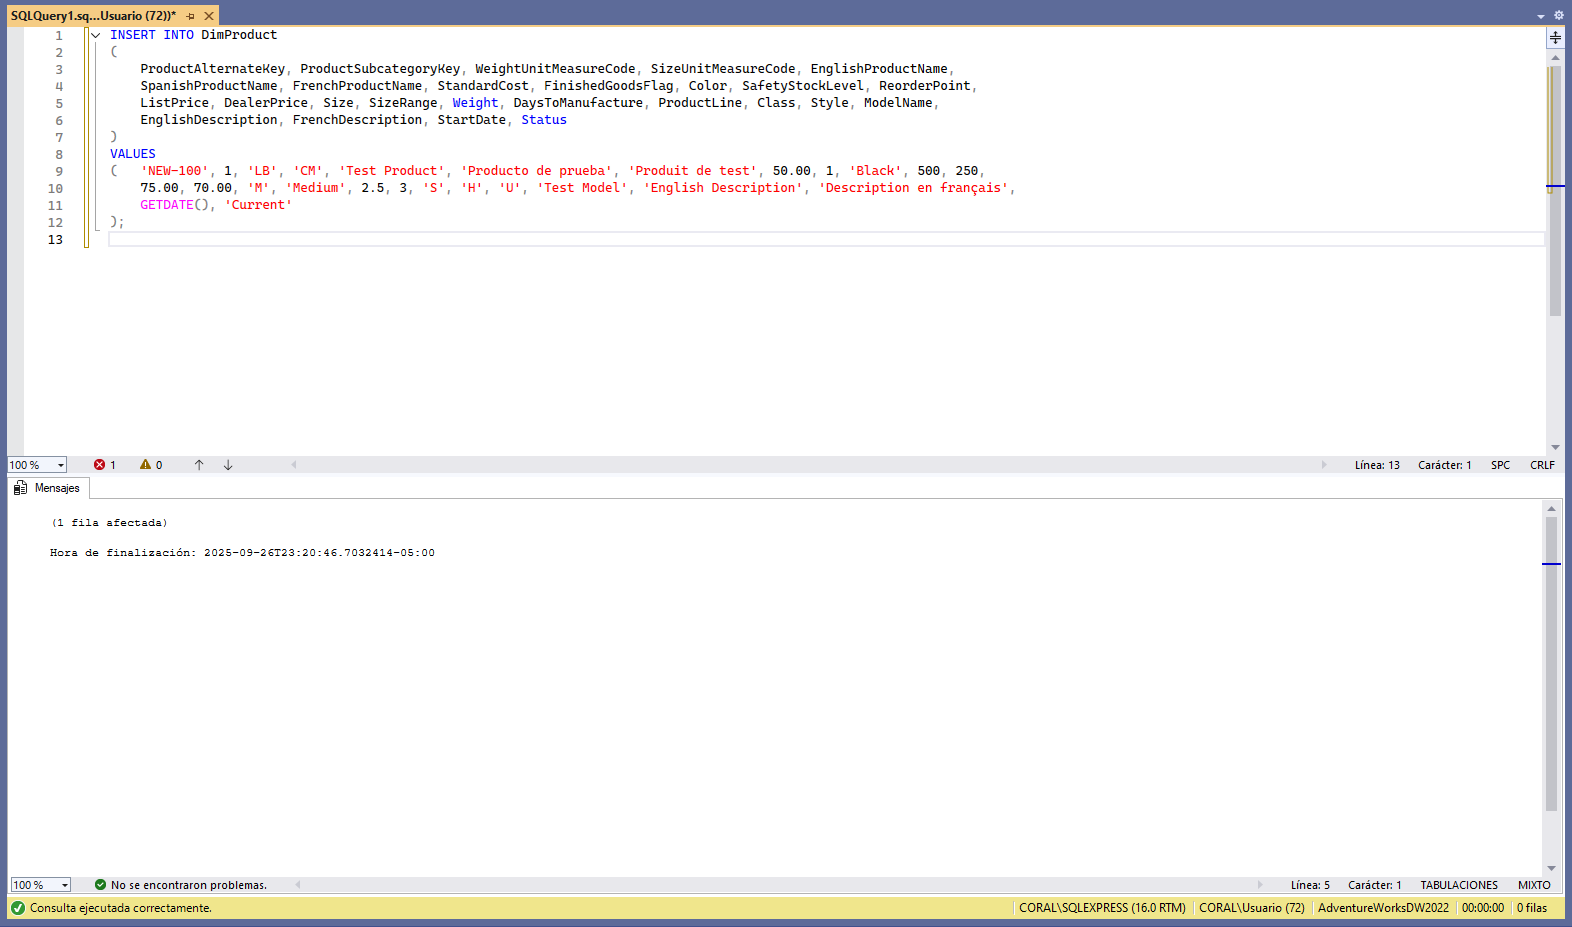 SQLQuery1.sq...Usuario (72))*
1 INSERT INTO DimProduct
2 (
3 ProductAlternateKey, ProductSubcategoryKey, WeightUnitMeasureCode, SizeUnitMeasureCode, EnglishProductName,
4 SpanishProductName, FrenchProductName, StandardCost, FinishedGoodsFlag, Color, SafetyStockLevel, ReorderPoint,
5 ListPrice, DealerPrice, Size, SizeRange, Weight, DaysToManufacture, ProductLine, Class, Style, ModelName,
6 EnglishDescription, FrenchDescription, StartDate, Status
7 )
8 VALUES
9 ( 'NEW-100', 1, 'LB', 'CM', 'Test Product', 'Producto de prueba', 'Produit de test', 50.00, 1, 'Black', 500, 250,
10 75.00, 70.00, 'M', 'Medium', 2.5, 3, 'S', 'H', 'U', 'Test Model', 'English Description', 'Description en français',
11 GETDATE(), 'Current'
12 );
13
100 % 1 0 Línea: 13 Carácter: 1 SPC CRLF
Mensajes
(1 fila afectada)
Hora de finalización: 2025-09-26T23:20:46.7032414-05:00
100 % No se encontraron problemas. Línea: 5 Carácter: 1 TABULACIONES MIXTO
Consulta ejecutada correctamente. CORAL\SQLEXPRESS (16.0 RTM) CORAL\Usuario (72) AdventureWorksDW2022 00:00:00 0 filas